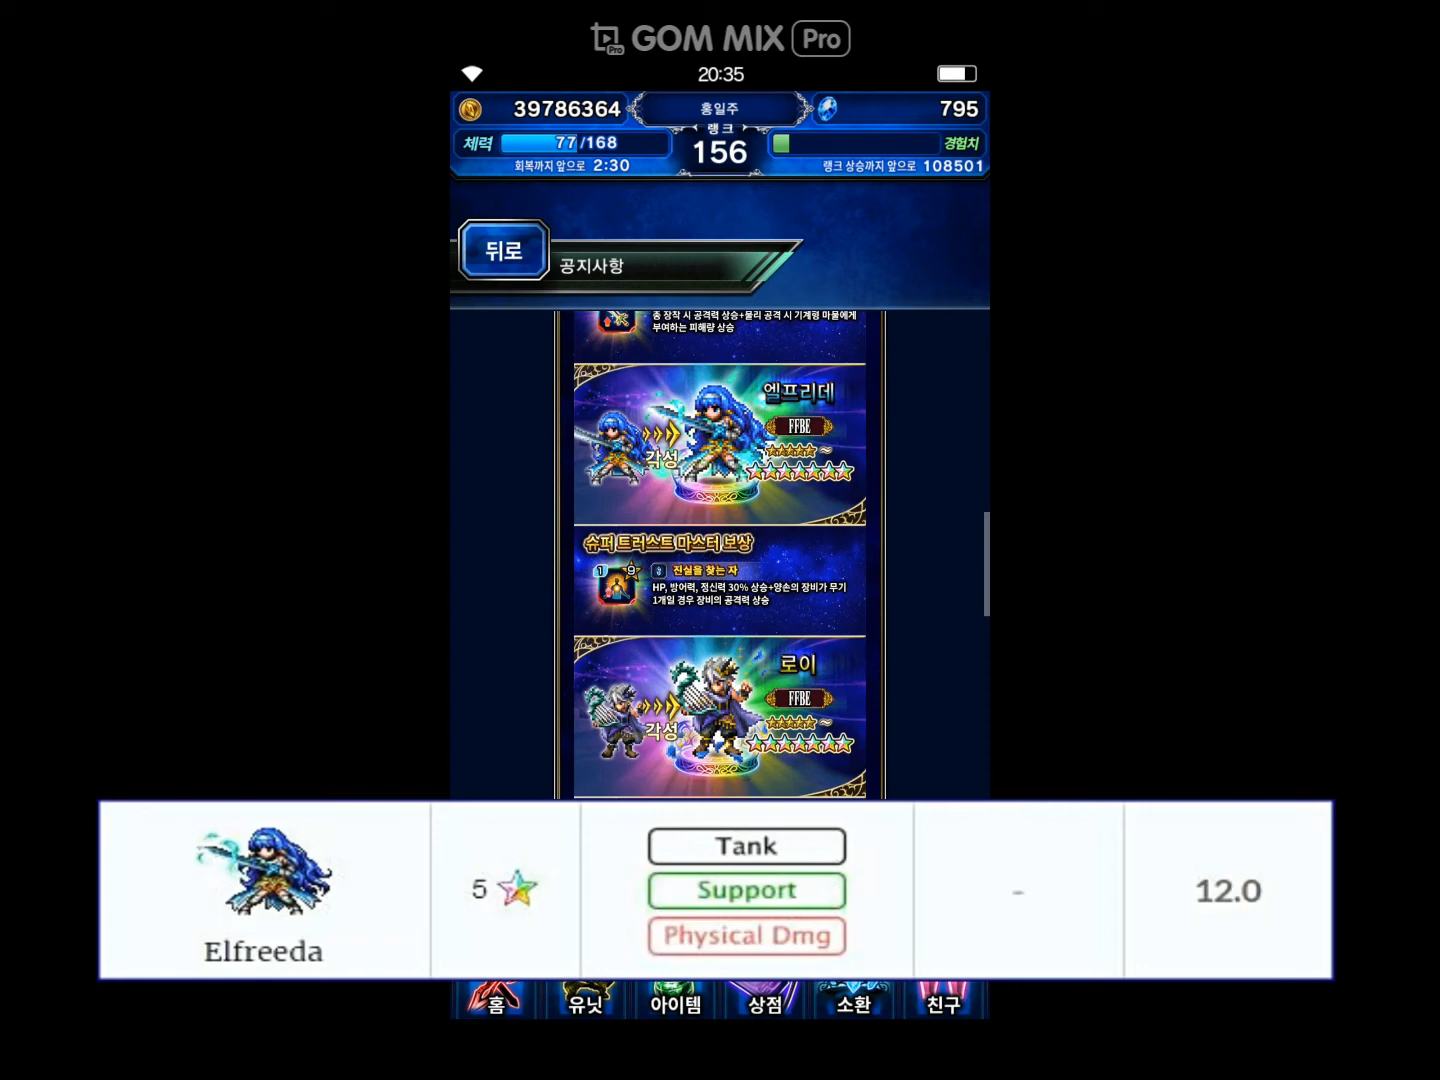 GOM MIX Pro
20:35
39786364
홍일주
795
체력 77/168
랭크
156
경험치
회복까지 앞으로 2:30
랭크 상승까지 앞으로 108501
뒤로
공지사항
총 장착 시 공격력 상승+물리 공격 시 기계형 마물에게
부여하는 피해량 상승
엘프리데
FFBE
각성
~
슈퍼 트러스트 마스터 보상
1 9
진실을 찾는 자
HP, 방어력, 정신력 30% 상승+양손의 장비가 무기
1개일 경우 장비의 공격력 상승
로이
FFBE
각성
~
Elfreeda
5
Tank
Support
Physical Dmg
-
12.0
홈 유닛 아이템 상점 소환 친구